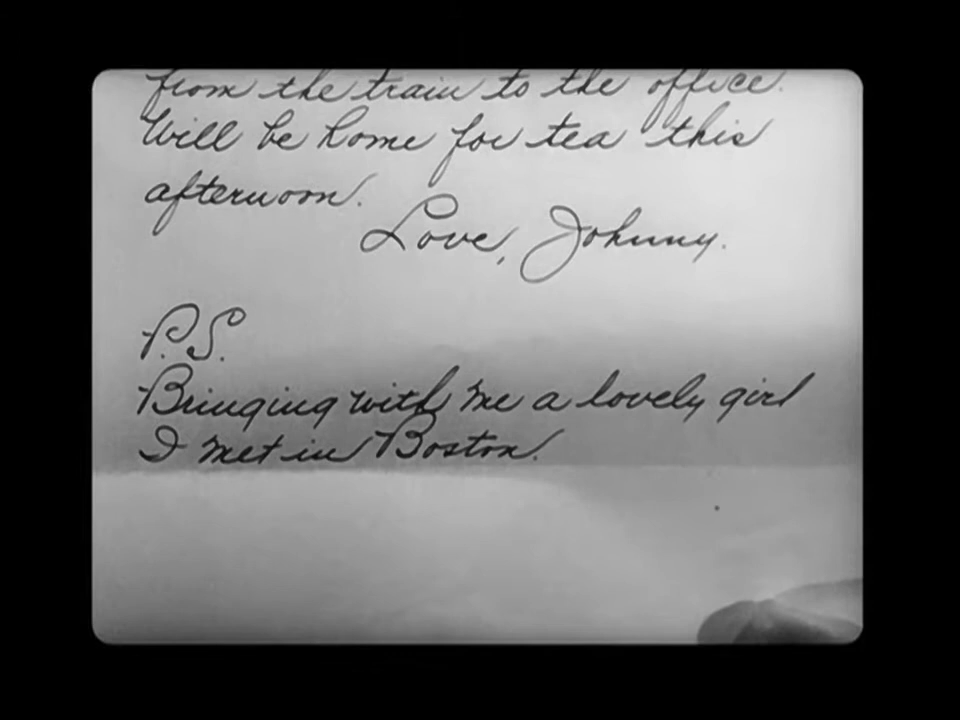 from the train to the office.
Will be home for tea this
afternoon.
Love, Johnny.
P.S.
Bringing with me a lovely girl
I met in Boston.